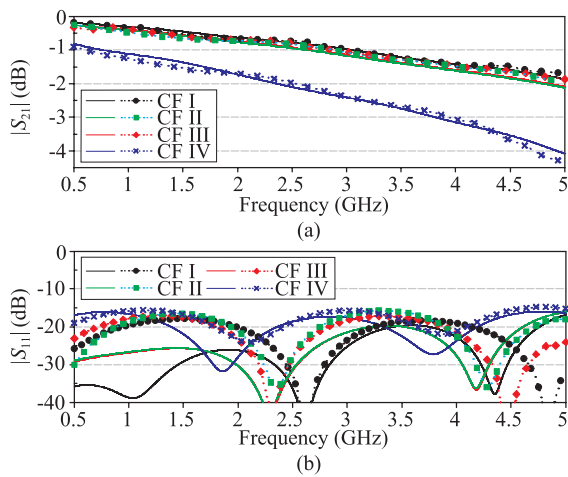 0
-1
-2
-3
-4
|S21| (dB)
CF I
CF II
CF III
CF IV
0.5 1 1.5 2 2.5 3 3.5 4 4.5 5
Frequency (GHz)
(a)
0
-10
-20
-30
-40
|S11| (dB)
CF I CF III
CF II CF IV
0.5 1 1.5 2 2.5 3 3.5 4 4.5 5
Frequency (GHz)
(b)